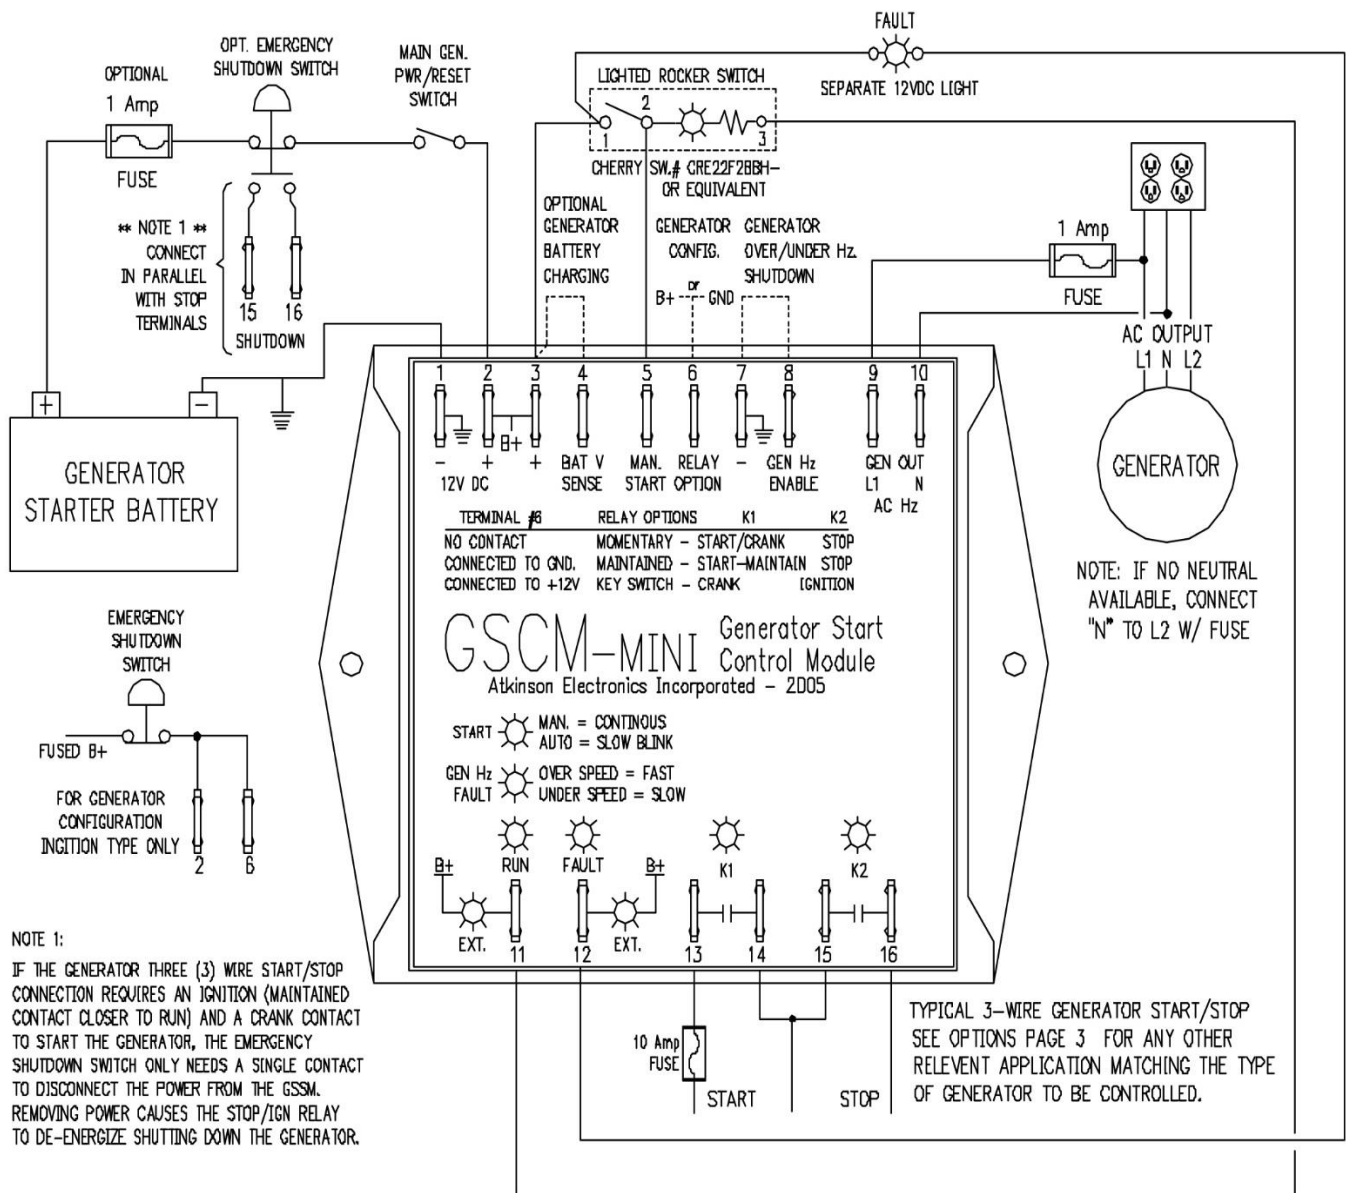 FAULT
SEPARATE 12VDC LIGHT
OPT. EMERGENCY
SHUTDOWN SWITCH
MAIN GEN.
PWR/RESET
SWITCH
OPTIONAL
1 Amp
FUSE
LIGHTED ROCKER SWITCH
2
1
3
CHERRY SW.# GRE22F2BBH-
OR EQUIVALENT
** NOTE 1 **
CONNECT
IN PARALLEL
WITH STOP
TERMINALS
15 16
SHUTDOWN
OPTIONAL
GENERATOR
BATTERY
CHARGING
GENERATOR
CONFIG.
B+ or GND
GENERATOR
OVER/UNDER Hz.
SHUTDOWN
1 Amp
FUSE
AC OUTPUT
L1 N L2
GENERATOR
NOTE: IF NO NEUTRAL
AVAILABLE, CONNECT
"N" TO L2 W/ FUSE
+ -
GENERATOR
STARTER BATTERY
1 2 3 4 5 6 7 8 9 10
B+
- + + BAT V MAN. RELAY - GEN Hz GEN OUT
12V DC SENSE START OPTION ENABLE L1 N
AC Hz
TERMINAL #6 RELAY OPTIONS K1 K2
NO CONTACT MOMENTARY - START/CRANK STOP
CONNECTED TO GND. MAINTAINED - START-MAINTAIN STOP
CONNECTED TO +12V KEY SWITCH - CRANK IGNITION
GSCM-MINI Generator Start
Control Module
Atkinson Electronics Incorporated - 2005
START MAN. = CONTINOUS
AUTO = SLOW BLINK
GEN Hz OVER SPEED = FAST
FAULT UNDER SPEED = SLOW
B+ RUN FAULT B+ K1 K2
EXT. 11 12 EXT. 13 14 15 16
EMERGENCY
SHUTDOWN
SWITCH
FUSED B+
FOR GENERATOR
CONFIGURATION
INGITION TYPE ONLY
2 6
NOTE 1:
IF THE GENERATOR THREE (3) WIRE START/STOP
CONNECTION REQUIRES AN IGNITION (MAINTAINED
CONTACT CLOSER TO RUN) AND A CRANK CONTACT
TO START THE GENERATOR, THE EMERGENCY
SHUTDOWN SWITCH ONLY NEEDS A SINGLE CONTACT
TO DISCONNECT THE POWER FROM THE GSSM.
REMOVING POWER CAUSES THE STOP/IGN RELAY
TO DE-ENERGIZE SHUTTING DOWN THE GENERATOR.
10 Amp
FUSE
START STOP
TYPICAL 3-WIRE GENERATOR START/STOP
SEE OPTIONS PAGE 3 FOR ANY OTHER
RELEVENT APPLICATION MATCHING THE TYPE
OF GENERATOR TO BE CONTROLLED.